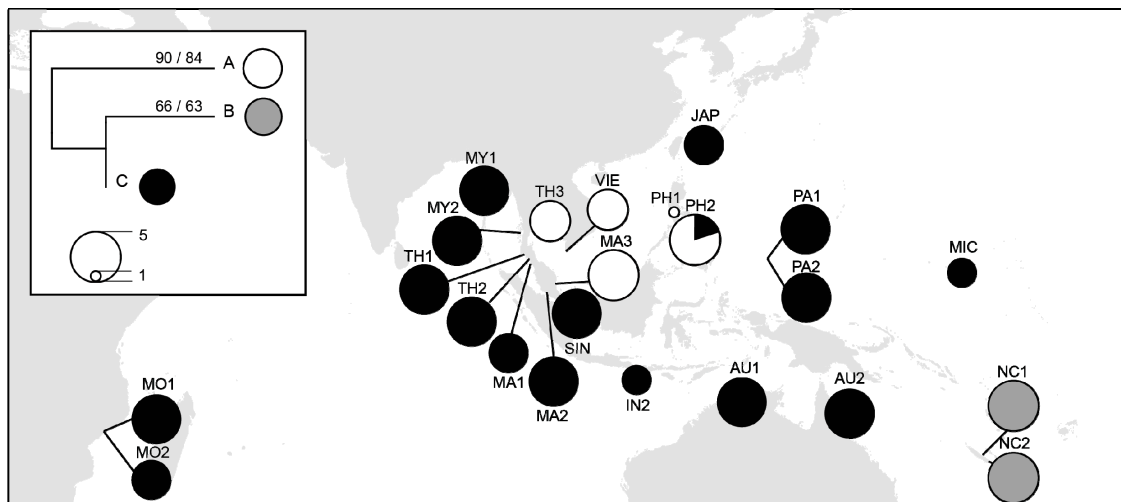 90 / 84
A
66 / 63
B
C
5
1
JAP
MY1
TH3
VIE
PH1
PH2
PA1
MY2
MA3
MIC
TH1
PA2
TH2
SIN
MA1
MA2
IN2
AU1
AU2
NC1
MO1
MO2
NC2